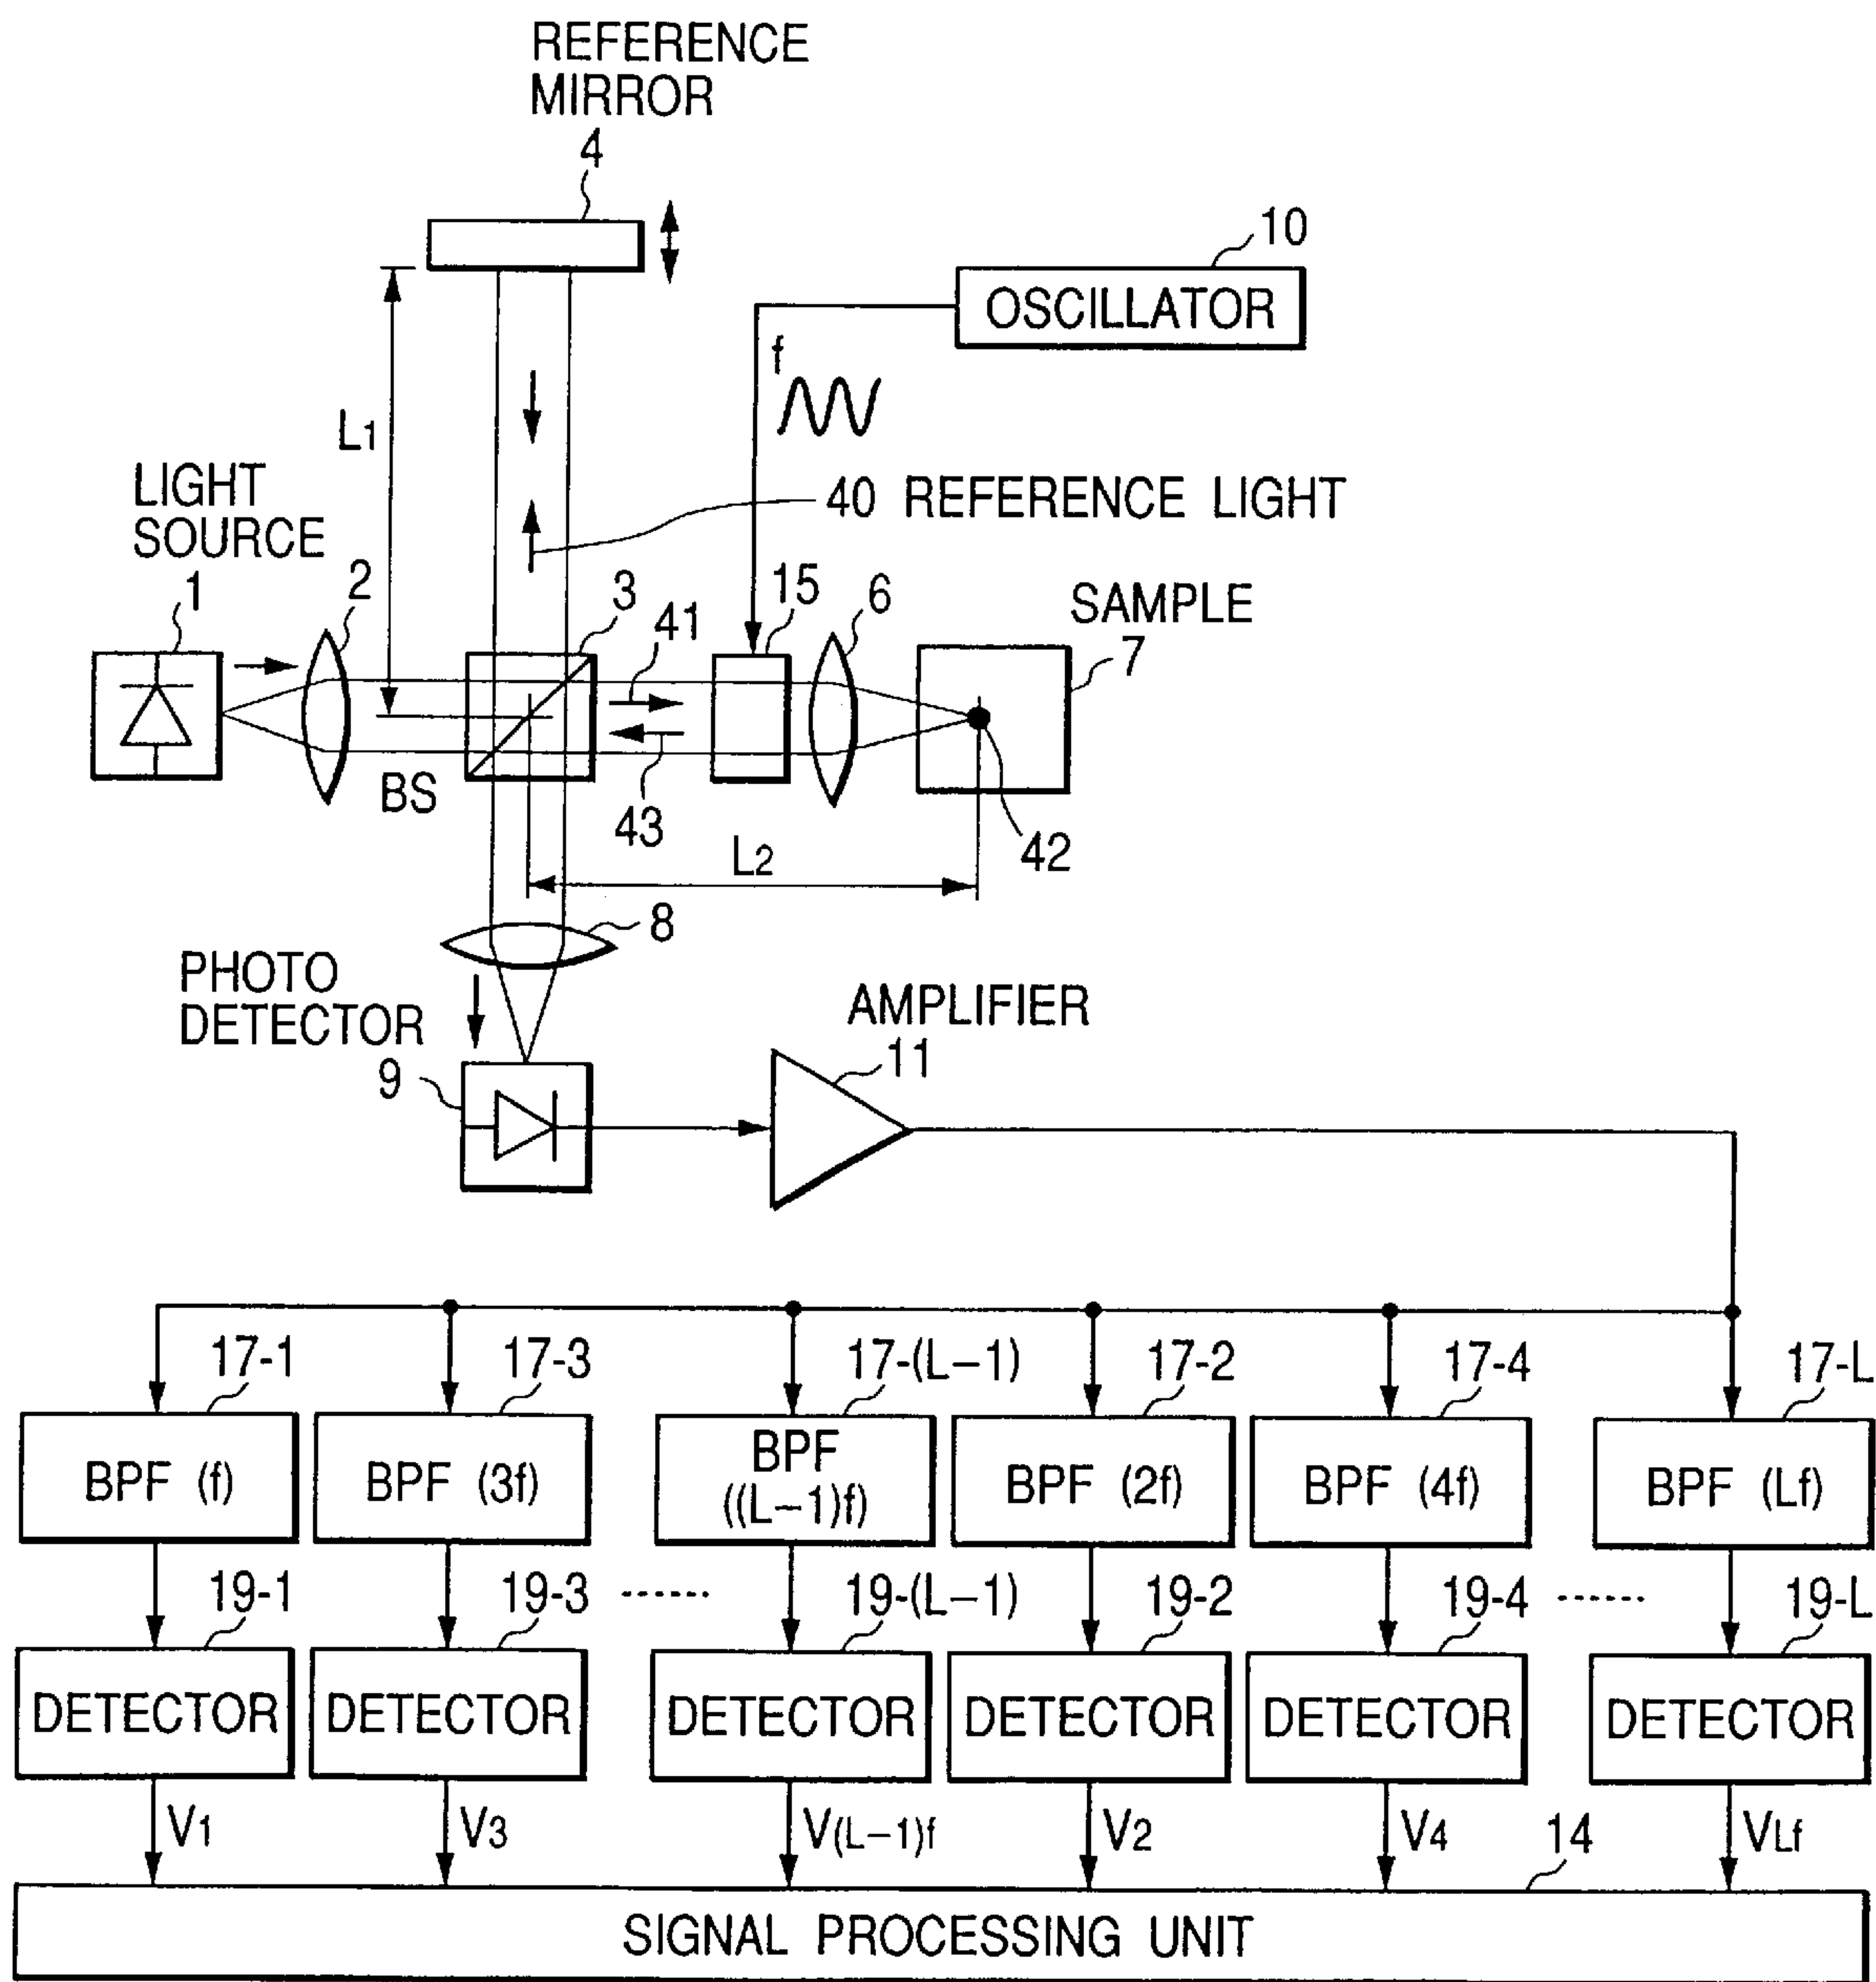 REFERENCE
MIRROR
4
10
OSCILLATOR
f
L1
LIGHT
SOURCE
1
2
40 REFERENCE LIGHT
3
41
15
6
SAMPLE
7
BS
43
L2
42
8
PHOTO
DETECTOR
9
AMPLIFIER
11
17-1
17-3
17-(L-1)
17-2
17-4
17-L
BPF (f)
BPF (3f)
BPF
((L-1)f)
BPF (2f)
BPF (4f)
BPF (Lf)
19-1
19-3
19-(L-1)
19-2
19-4
19-L
DETECTOR
DETECTOR
DETECTOR
DETECTOR
DETECTOR
DETECTOR
V1
V3
V(L-1)f
V2
V4
VLf
14
SIGNAL PROCESSING UNIT